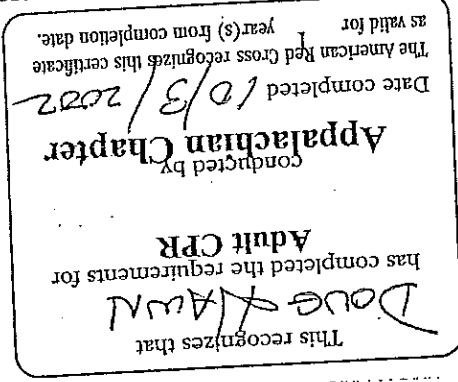 This recognizes that
DOUG HAWN
has completed the requirements for
Adult CPR
conducted by
Appalachian Chapter
Date completed 10/3/2002
The American Red Cross recognizes this certificate
as valid for 1 year(s) from completion date.